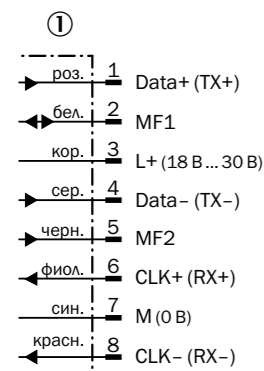 ①
роз. 1 Data+ (TX+)
бел. 2 MF1
кор. 3 L+ (18 В ... 30 В)
сер. 4 Data– (TX–)
черн. 5 MF2
фиол. 6 CLK+ (RX+)
син. 7 M (0 В)
красн. 8 CLK– (RX–)